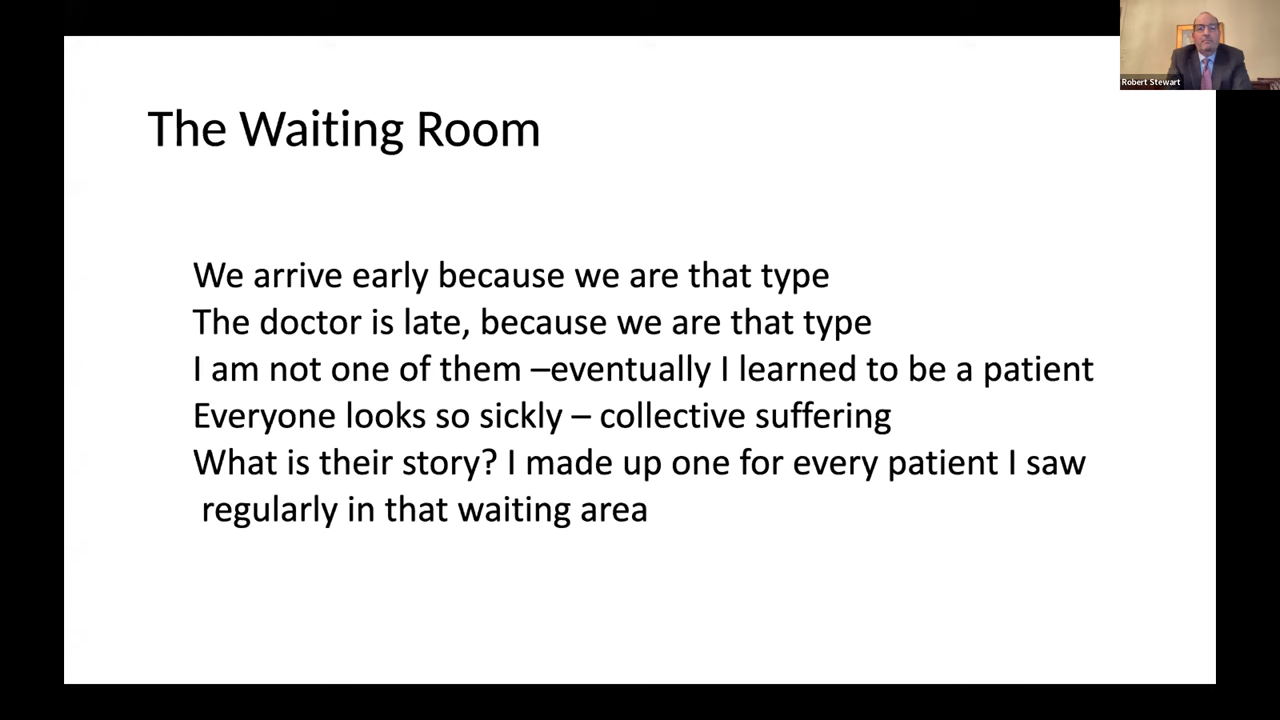 Robert Stewart
The Waiting Room
We arrive early because we are that type
The doctor is late, because we are that type
I am not one of them –eventually I learned to be a patient
Everyone looks so sickly – collective suffering
What is their story? I made up one for every patient I saw
regularly in that waiting area